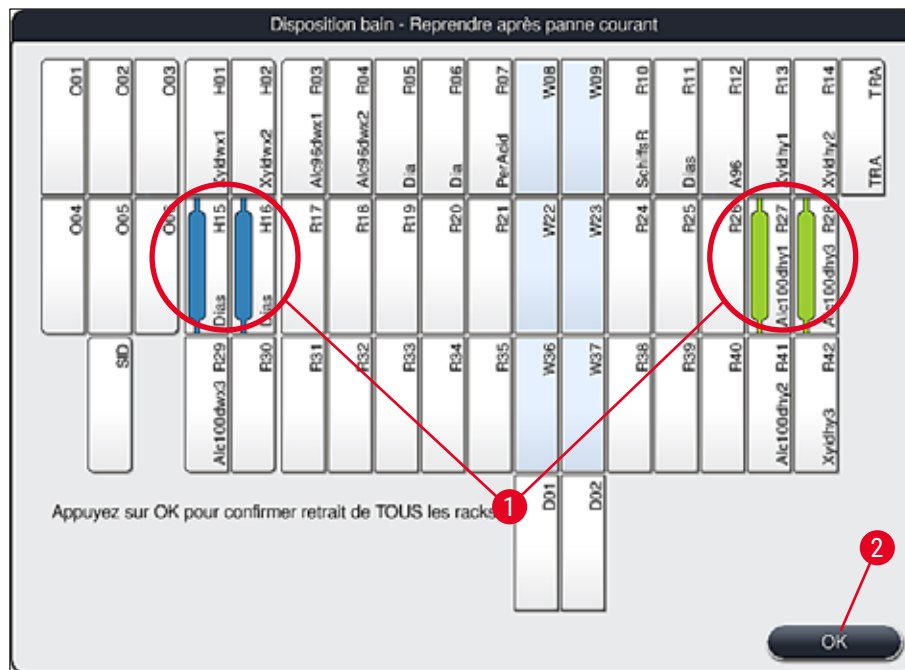 Disposition bain - Reprendre après panne courant
O01
O02
O03
H01 Xyldwx1
H02 Xyldwx2
R03 Alc96dwx1
R04 Alc96dwx2
R05 Dia
R06 Dia
R07 PerAcid
W08
W09
R10 SchiffsR
R11 Dias
R12 A96
R13 Xyldhy1
R14 Xyldhy2
TRA TRA
O04
O05
H15 Dias
H16 Dias
R17
R18
R19
R20
R21
W22
W23
R24
R25
R26
R27 Alc100dhy1
R28 Alc100dhy3
SID
R29 Alc100dwx3
R30
R31
R32
R33
R34
R35
W36
W37
R38
R39
R40
R41 Alc100dhy2
R42 Xyldhy3
Appuyez sur OK pour confirmer retrait de TOUS les racks
1
D01
D02
2
OK